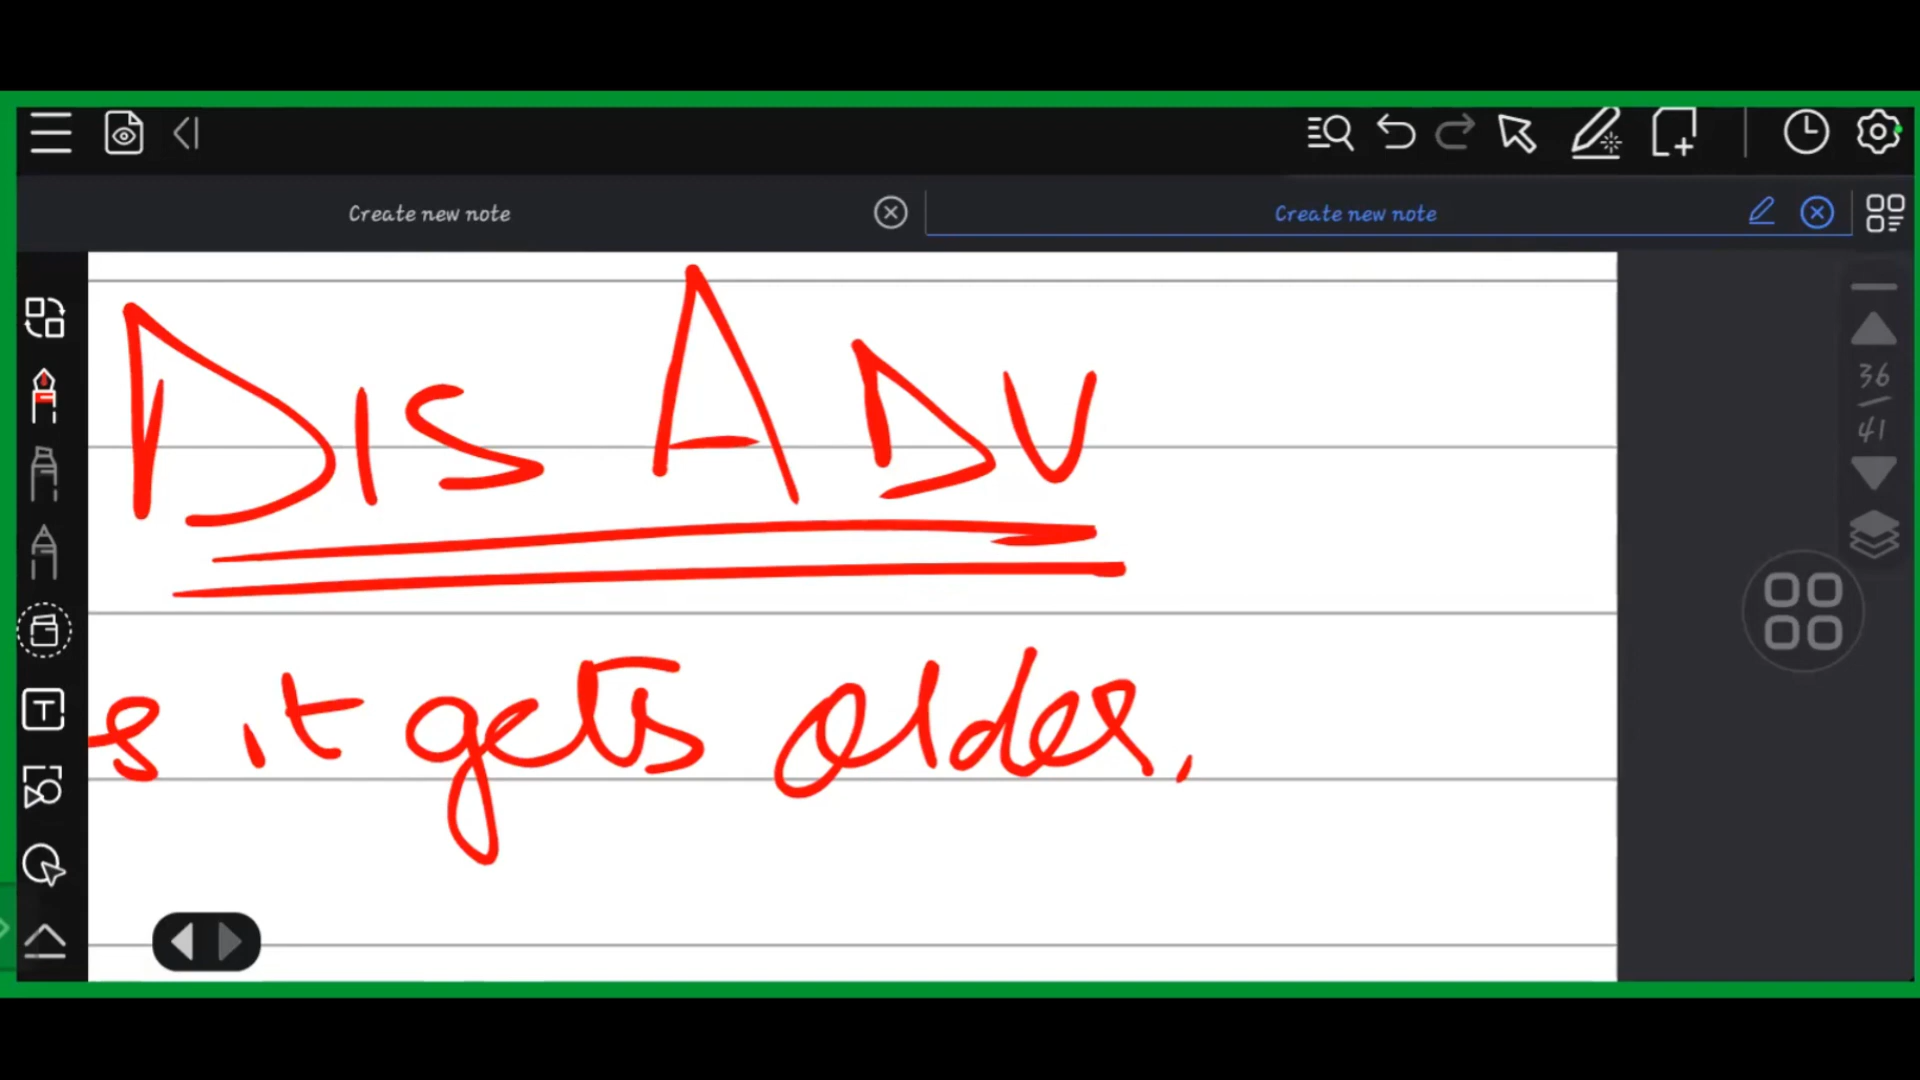 Create new note Create new note
DIS ADV
s it gets older.
36
41